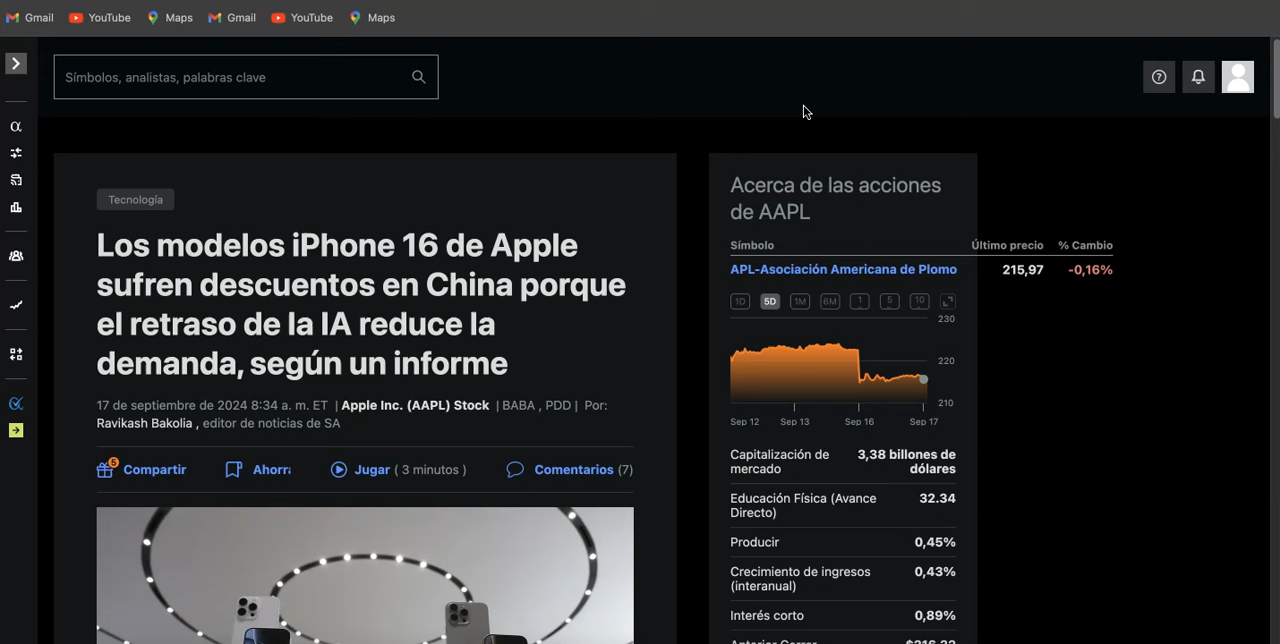 Gmail YouTube Maps Gmail YouTube Maps
Símbolos, analistas, palabras clave
Tecnología
Los modelos iPhone 16 de Apple
sufren descuentos en China porque
el retraso de la IA reduce la
demanda, según un informe
17 de septiembre de 2024 8:34 a. m. ET | Apple Inc. (AAPL) Stock | BABA , PDD | Por:
Ravikash Bakolia , editor de noticias de SA
5
Compartir
Jugar ( 3 minutos )
Comentarios (7)
Acerca de las acciones
de AAPL
Símbolo Último precio % Cambio
APL-Asociación Americana de Plomo 215,97 -0,16%
1D 5D 1M 6M 1 5 10
230
220
210
Sep 12 Sep 13 Sep 16 Sep 17
Capitalización de 3,38 billones de
mercado dólares
Educación Física (Avance 32.34
Directo)
Producir 0,45%
Crecimiento de ingresos 0,43%
(interanual)
Interés corto 0,89%